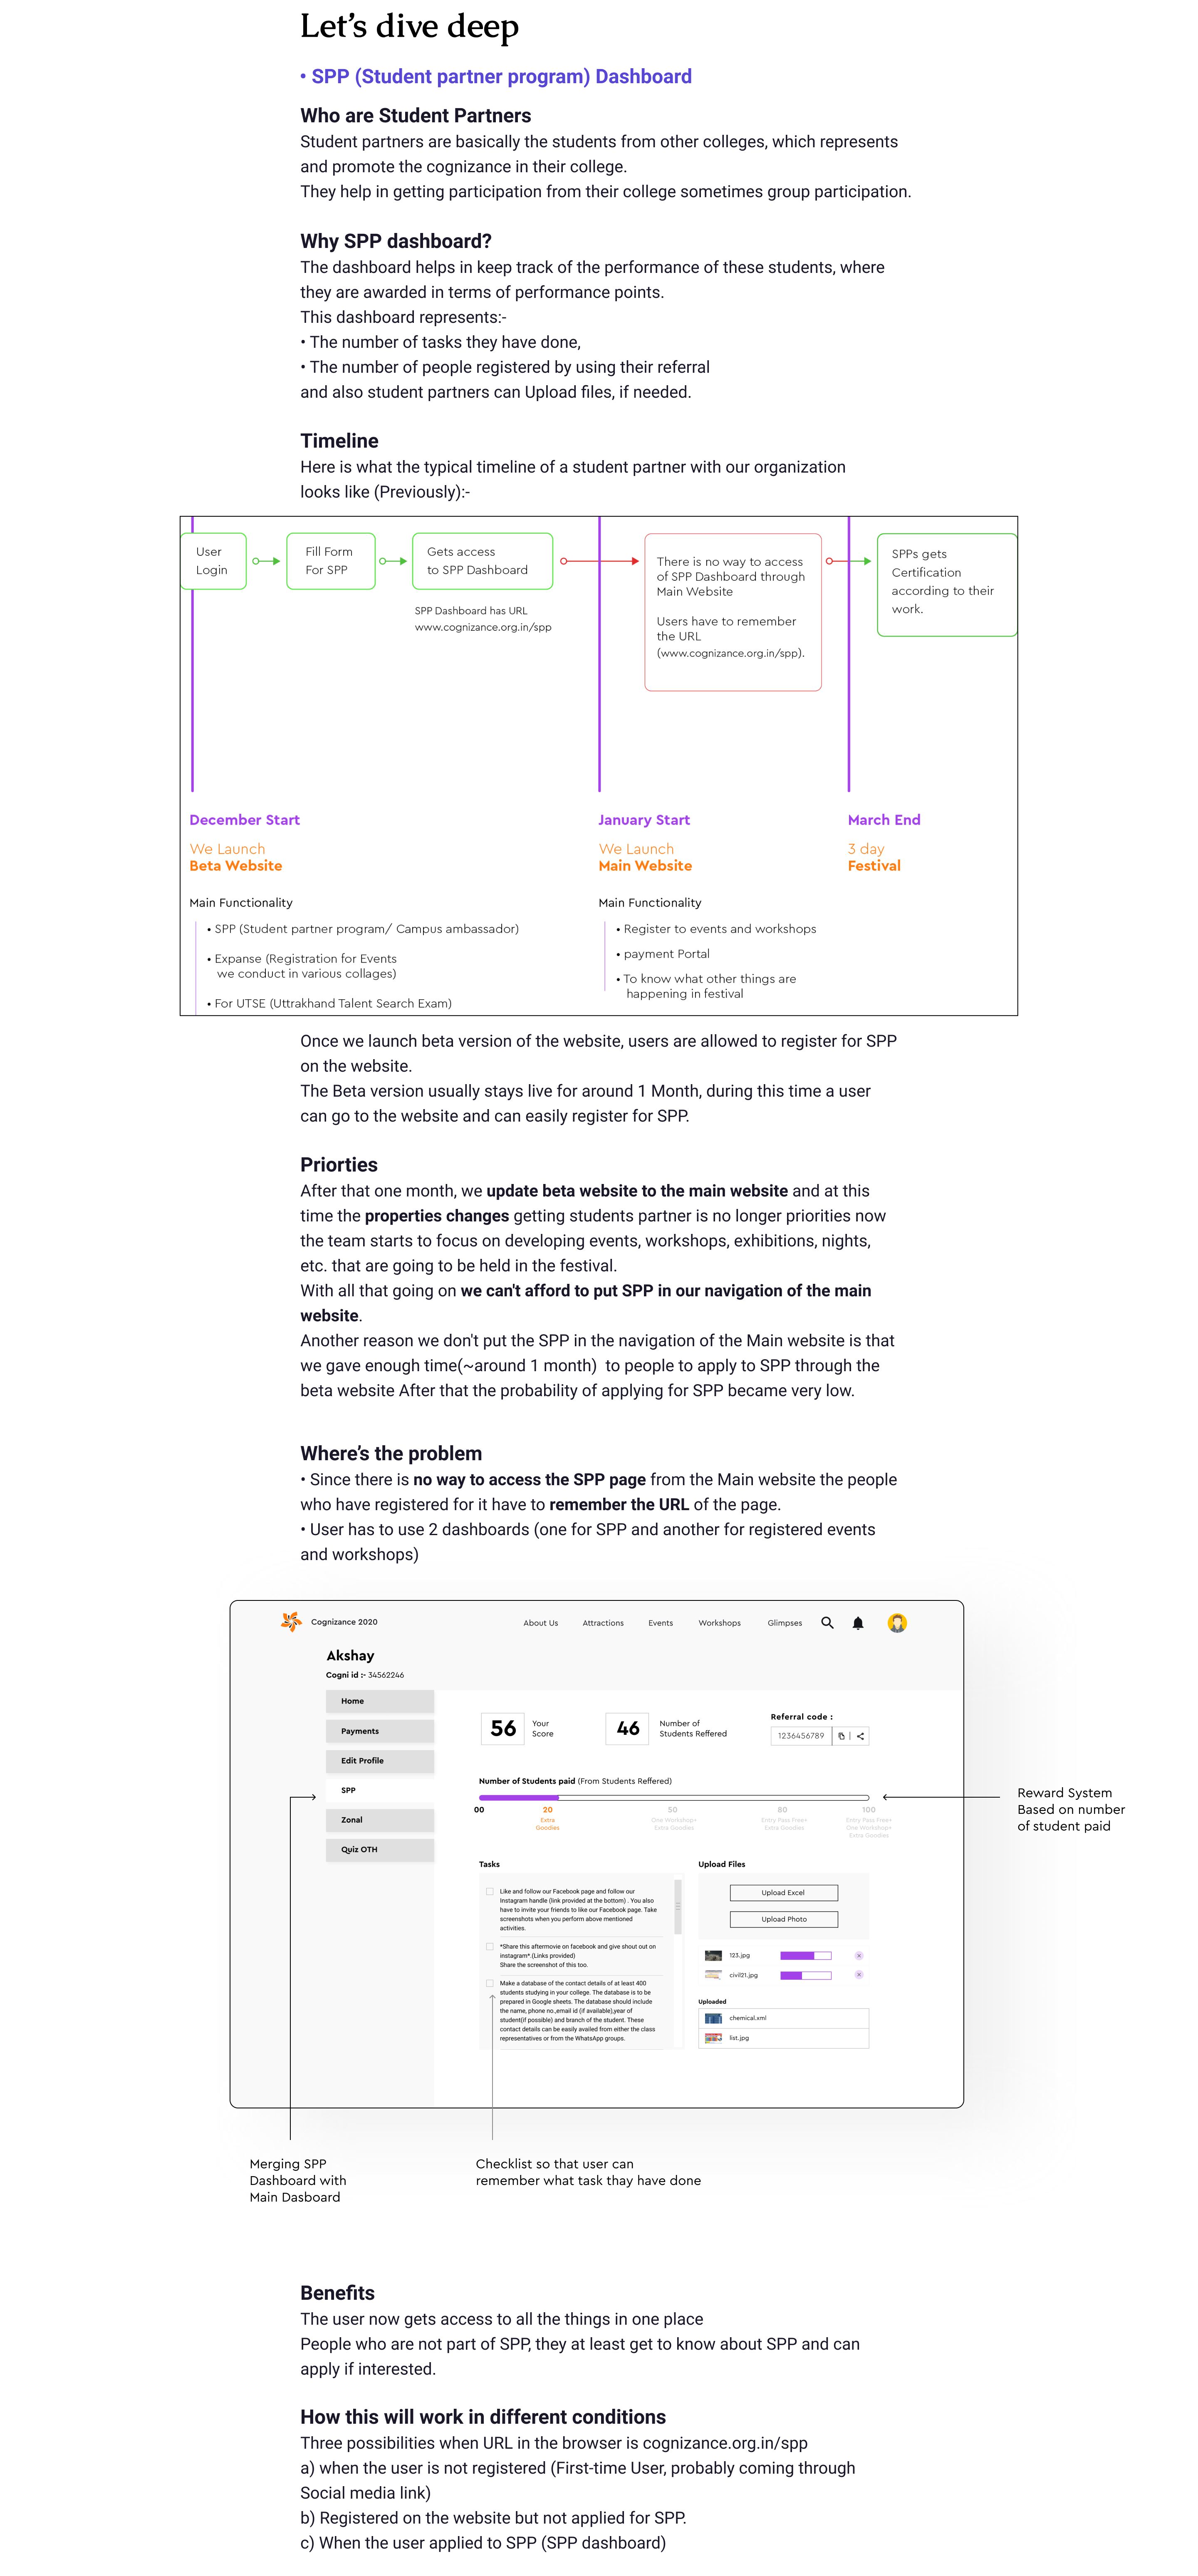 Let’s dive deep
• SPP (Student partner program) Dashboard
Who are Student Partners
Student partners are basically the students from other colleges, which represents
and promote the cognizance in their college.
They help in getting participation from their college sometimes group participation.
Why SPP dashboard?
The dashboard helps in keep track of the performance of these students, where
they are awarded in terms of performance points.
This dashboard represents:-
• The number of tasks they have done,
• The number of people registered by using their referral
and also student partners can Upload files, if needed.
Timeline
Here is what the typical timeline of a student partner with our organization
looks like (Previously):-
User
Login
Fill Form
For SPP
Gets access
to SPP Dashboard
SPP Dashboard has URL
www.cognizance.org.in/spp
There is no way to access
of SPP Dashboard through
Main Website
Users have to remember
the URL
(www.cognizance.org.in/spp).
SPPs gets
Certification
according to their
work.
December Start
We Launch
Beta Website
Main Functionality
• SPP (Student partner program/ Campus ambassador)
• Expanse (Registration for Events
we conduct in various collages)
• For UTSE (Uttrakhand Talent Search Exam)
January Start
We Launch
Main Website
Main Functionality
• Register to events and workshops
• payment Portal
• To know what other things are
happening in festival
March End
3 day
Festival
Once we launch beta version of the website, users are allowed to register for SPP
on the website.
The Beta version usually stays live for around 1 Month, during this time a user
can go to the website and can easily register for SPP.
Priorties
After that one month, we update beta website to the main website and at this
time the properties changes getting students partner is no longer priorities now
the team starts to focus on developing events, workshops, exhibitions, nights,
etc. that are going to be held in the festival.
With all that going on we can't afford to put SPP in our navigation of the main
website.
Another reason we don't put the SPP in the navigation of the Main website is that
we gave enough time(~around 1 month)  to people to apply to SPP through the
beta website After that the probability of applying for SPP became very low.
Where’s the problem
• Since there is no way to access the SPP page from the Main website the people
who have registered for it have to remember the URL of the page.
• User has to use 2 dashboards (one for SPP and another for registered events
and workshops)
Cognizance 2020
About Us
Attractions
Events
Workshops
Glimpses
Akshay
Cogni id :- 34562246
Home
Payments
Edit Profile
SPP
Zonal
Quiz OTH
56
Your
Score
46
Number of
Students Reffered
Referral code :
1236456789
Number of Students paid (From Students Reffered)
00
20
Extra
Goodies
50
One Workshop+
Extra Goodies
80
Entry Pass Free+
Extra Goodies
100
Entry Pass Free+
One Workshop+
Extra Goodies
Reward System
Based on number
of student paid
Tasks
Like and follow our Facebook page and follow our
Instagram handle (link provided at the bottom) . You also
have to invite your friends to like our Facebook page. Take
screenshots when you perform above mentioned
activities.
*Share this aftermovie on facebook and give shout out on
instagram*.(Links provided)
Share the screenshot of this too.
Make a database of the contact details of at least 400
students studying in your college. The database is to be
prepared in Google sheets. The database should include
the name, phone no.,email id (if available),year of
student(if possible) and branch of the student. These
contact details can be easily availed from either the class
representatives or from the WhatsApp groups.
Upload Files
Upload Excel
Upload Photo
123.jpg
civil21.jpg
Uploaded
chemical.xml
list.jpg
Merging SPP
Dashboard with
Main Dasboard
Checklist so that user can
remember what task thay have done
Benefits
The user now gets access to all the things in one place
People who are not part of SPP, they at least get to know about SPP and can
apply if interested.
How this will work in different conditions
Three possibilities when URL in the browser is cognizance.org.in/spp
a) when the user is not registered (First-time User, probably coming through
Social media link)
b) Registered on the website but not applied for SPP.
c) When the user applied to SPP (SPP dashboard)